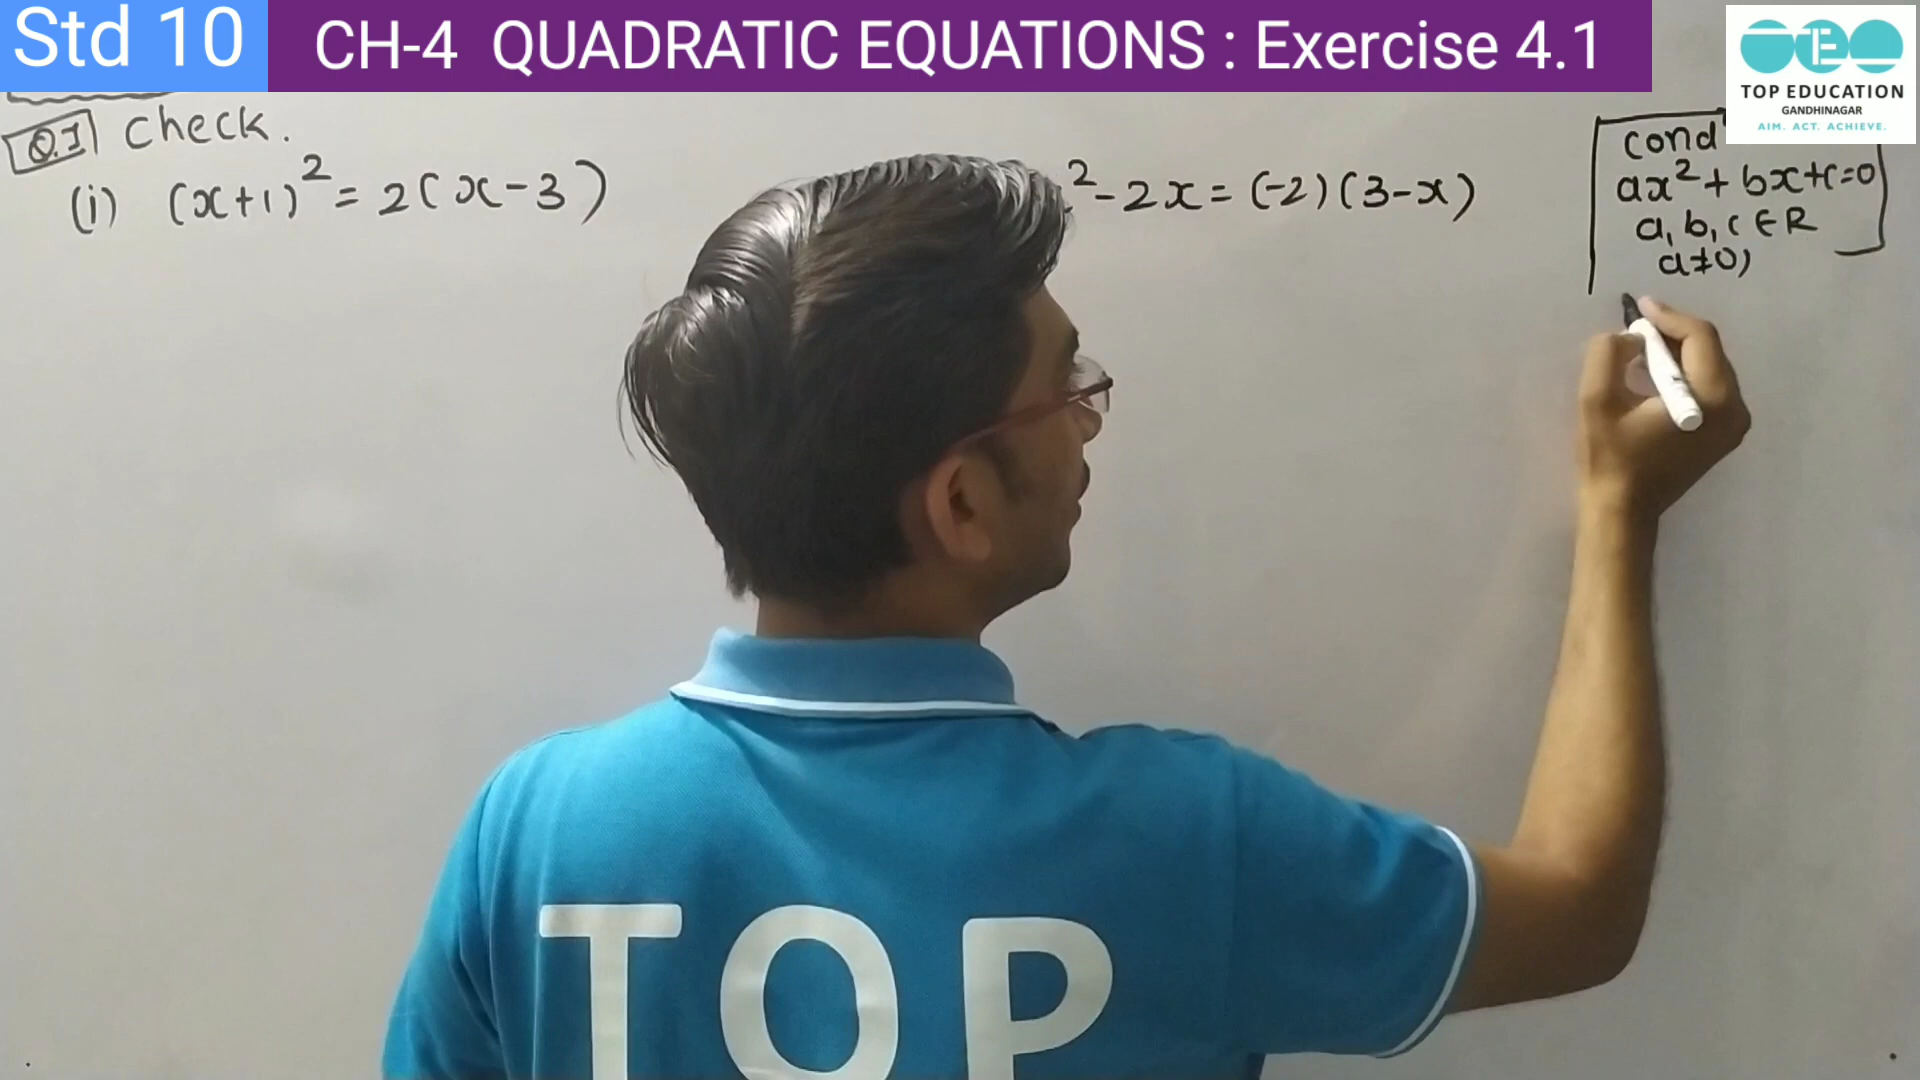 Std 10
CH-4 QUADRATIC EQUATIONS : Exercise 4.1
TOP EDUCATION
GANDHINAGAR
AIM. ACT. ACHIEVE.
Q.1 Check.
(i) (x+1)² = 2(x-3)
²-2x = (-2)(3-x)
cond
ax²+bx+c=0
a, b, c ∈ R
a≠0)
TOP